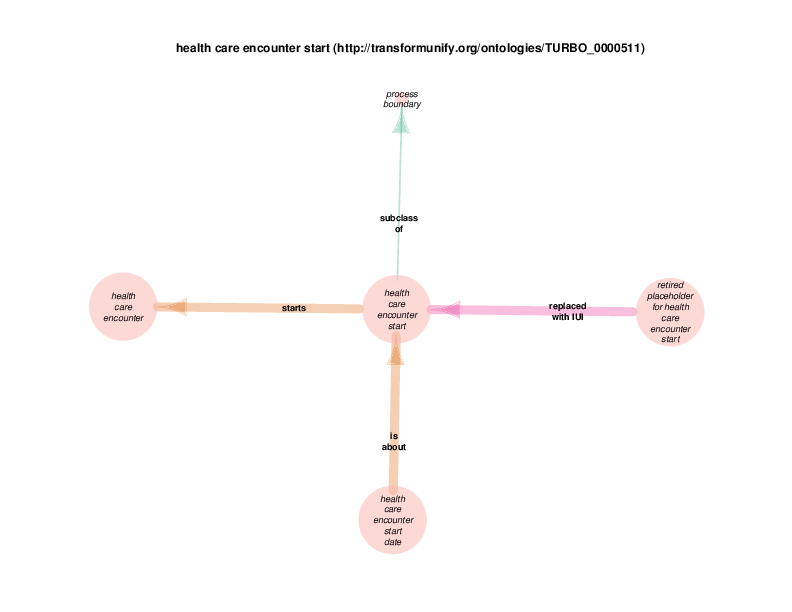 health care encounter start (http://transformunify.org/ontologies/TURBO_0000511)
process
boundary
subclass
of
health
care
encounter
starts
health
care
encounter
start
replaced
with IUI
retired
placeholder
for health
care
encounter
start
is
about
health
care
encounter
start
date